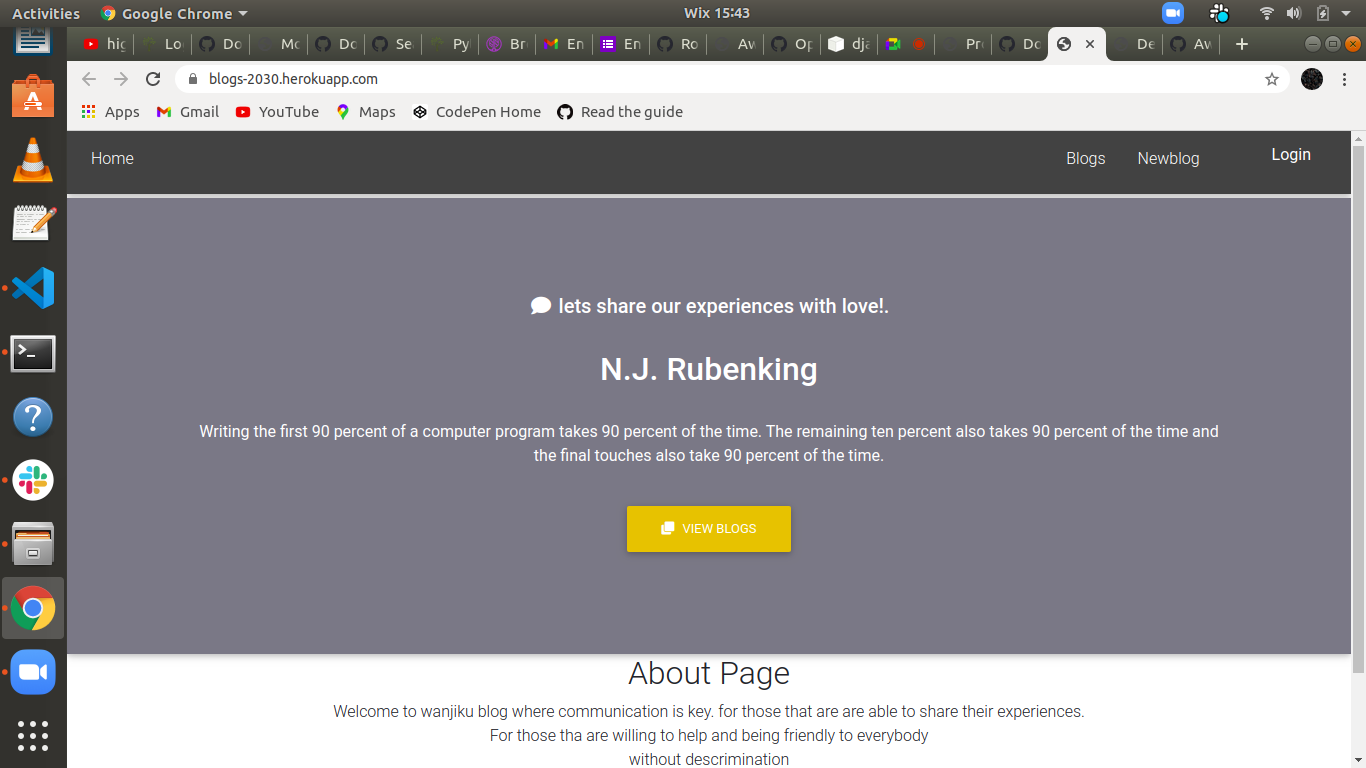 Activities
Google Chrome
Wix 15:43
hig
Lo
Do
Mo
Do
Se
Pyt
Br
En
En
Ro
Av
Op
dja
Pr
Do
De
Aw
blogs-2030.herokuapp.com
Apps
Gmail
YouTube
Maps
CodePen Home
Read the guide
Home
Blogs
Newblog
Login
lets share our experiences with love!.
N.J. Rubenking
Writing the first 90 percent of a computer program takes 90 percent of the time. The remaining ten percent also takes 90 percent of the time and
the final touches also take 90 percent of the time.
VIEW BLOGS
About Page
Welcome to wanjiku blog where communication is key. for those that are are able to share their experiences.
For those tha are willing to help and being friendly to everybody
without descrimination